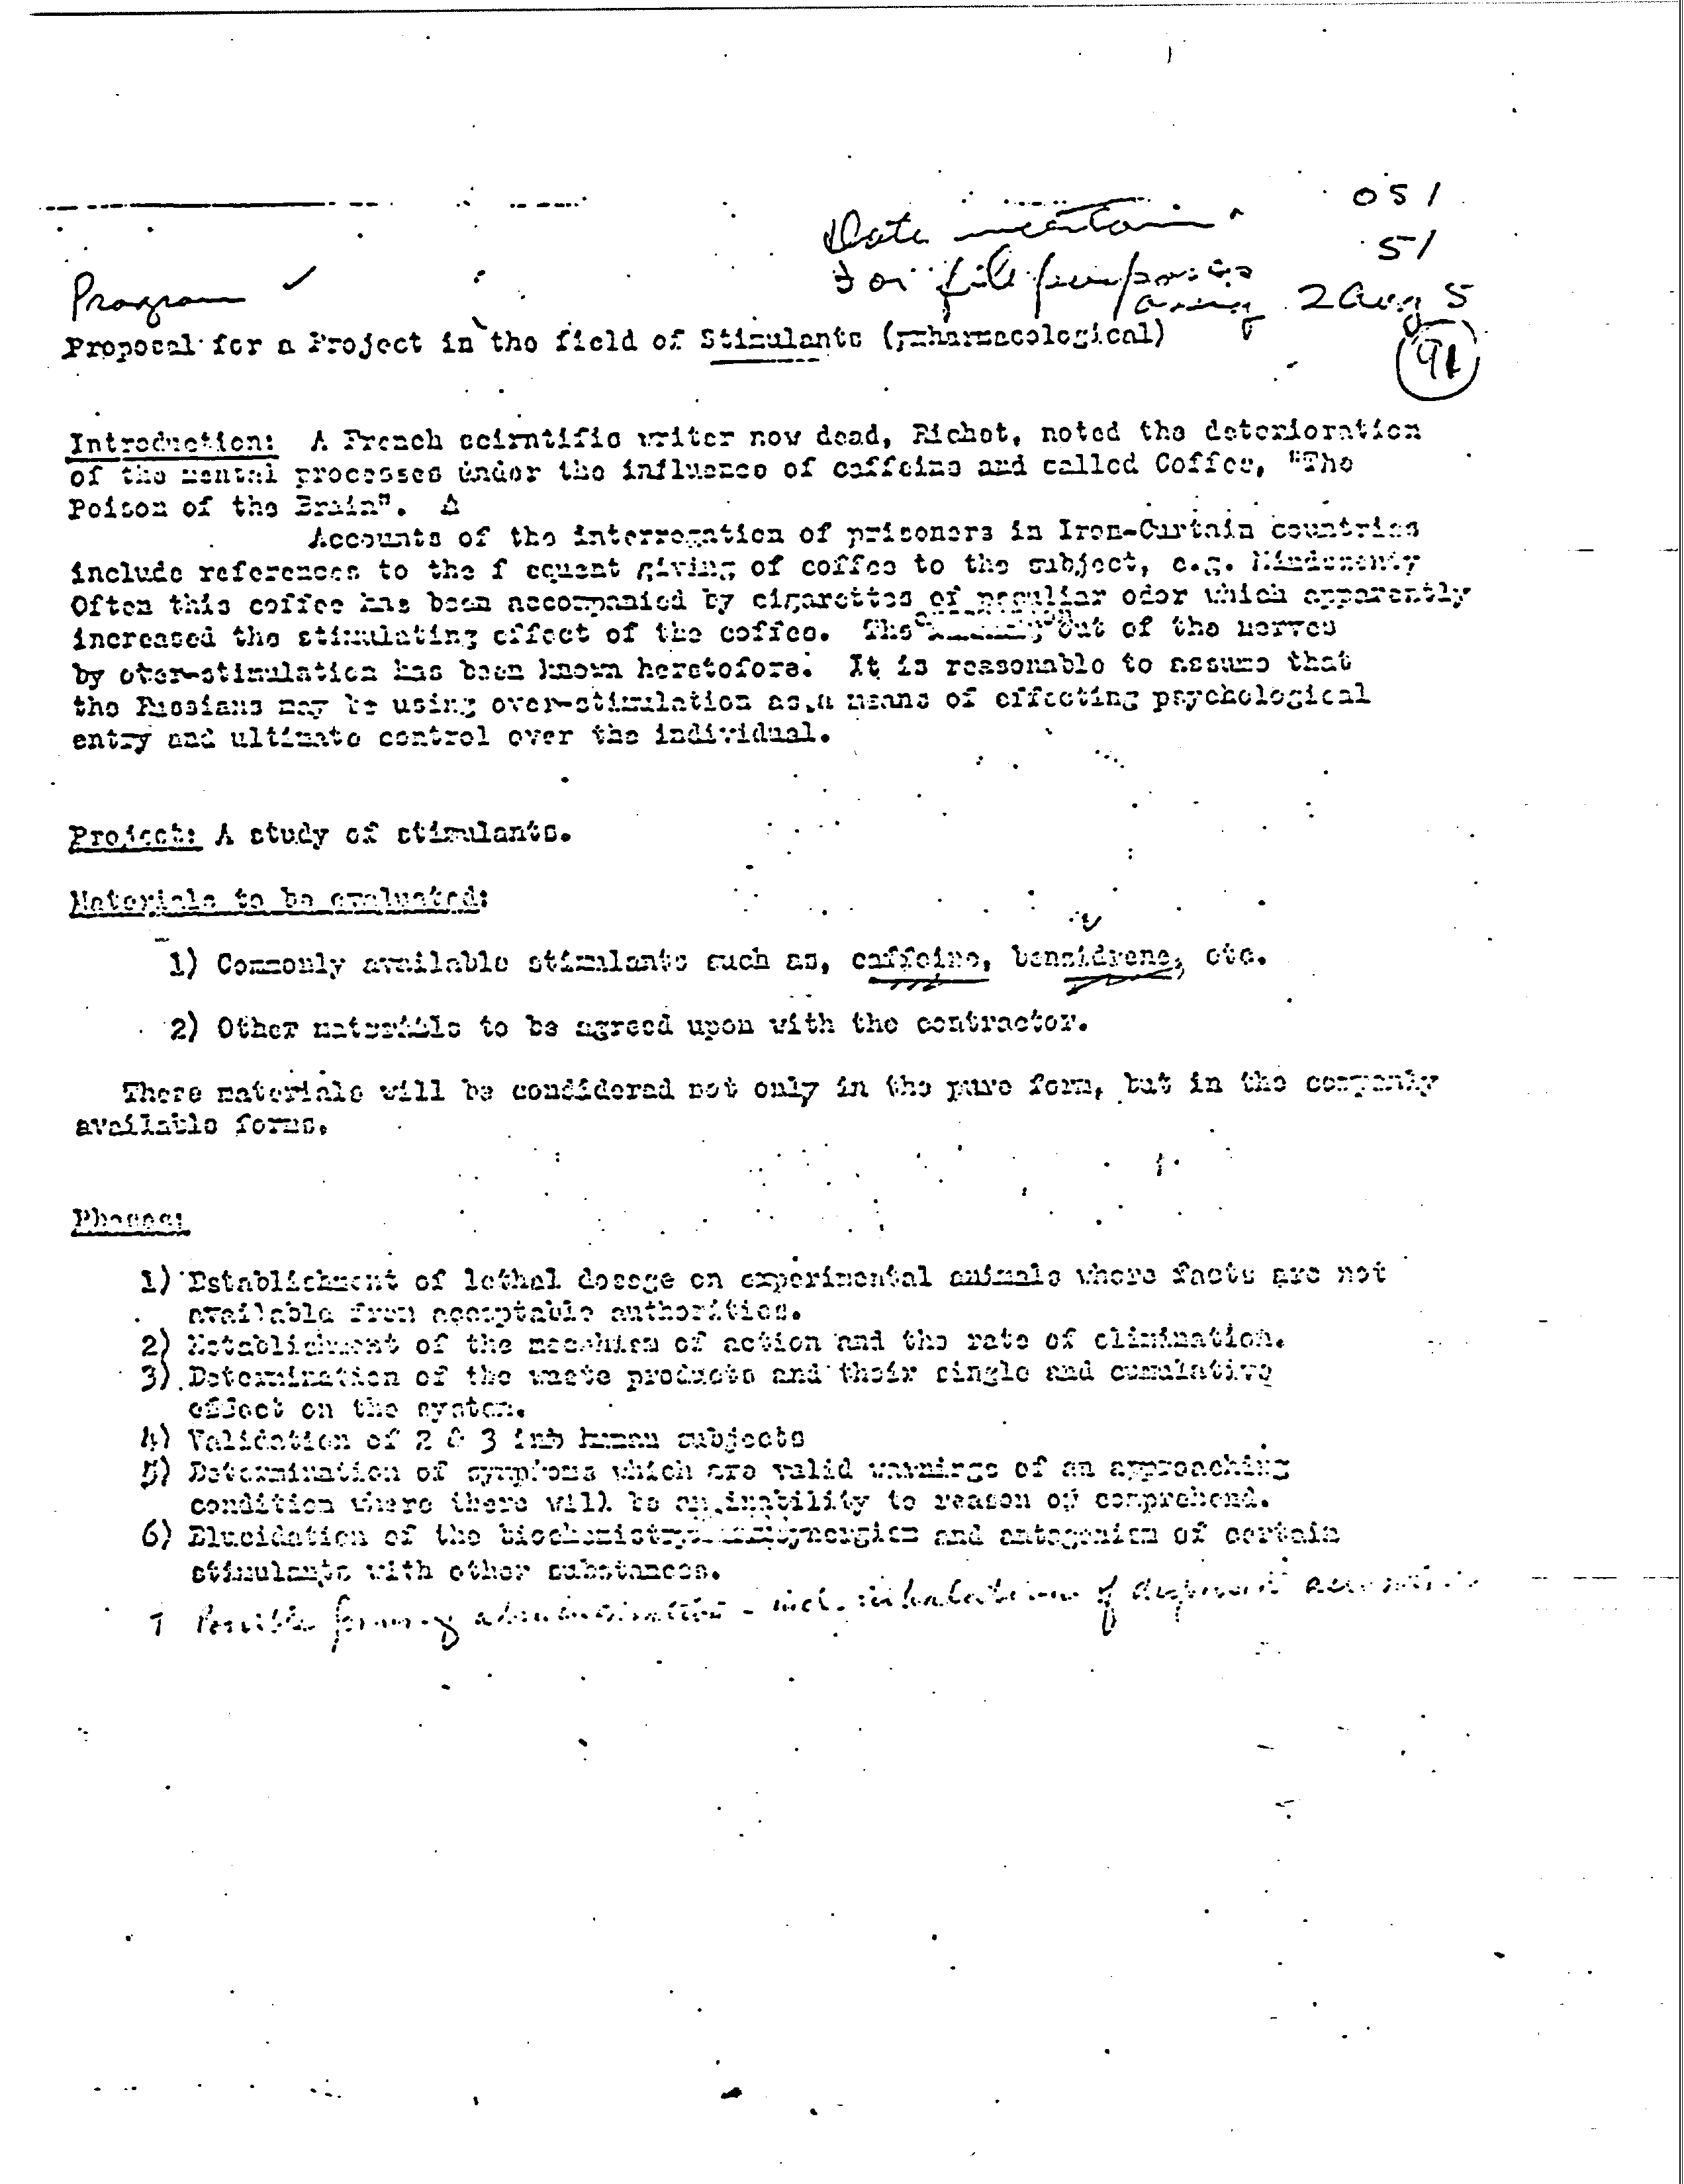 051
Date uncertain
51
for file purposes
using 2 Aug 5
Program ✓
Proposal for a Project in the field of Stimulants (pharmacological)
91
Introduction: A French scirntific writer now dead, Richet, noted the deterioration
of the mental processes under the influence of caffeine and called Coffee, "The
Poison of the Brain". Δ
Accounts of the interrogation of prisoners in Iron-Curtain countries
include references to the f equent giving of coffee to the subject, e.g. Mindszenty
Often this coffee has been accompanied by cigarettes of peculiar odor which apparently
increased the stimulating effect of the coffee. The out of the nerves
by over-stimulation has been known heretofore. It is reasonable to assume that
the Russians may be using over-stimulation as a means of effecting psychological
entry and ultimate control over the individual.
Project: A study of stimulants.
Materials to be evaluated:
1) Commonly available stimulants such as, caffeine, benzidrene, etc.
2) Other materials to be agreed upon with the contractor.
These materials will be considerad not only in the pure form, but in the
available forms.
Phases:
1) Establishment of lethal dosege on experimental animals where facts are not
available from acceptable authorities.
2) Establishment of the of action and the rate of elimination.
3) Determination of the waste products and their single and cumulative
effect on the system.
4) Validation of 2 & 3 human subjects
5) Determination of symptoms which are valid warnings of an approaching
condition where there will be an inability to reason or comprehend.
6) Elucidation of the synergism and antagonism of certain
stimulants with other substances.
7 Possible forms of administration - incl. inhalation of